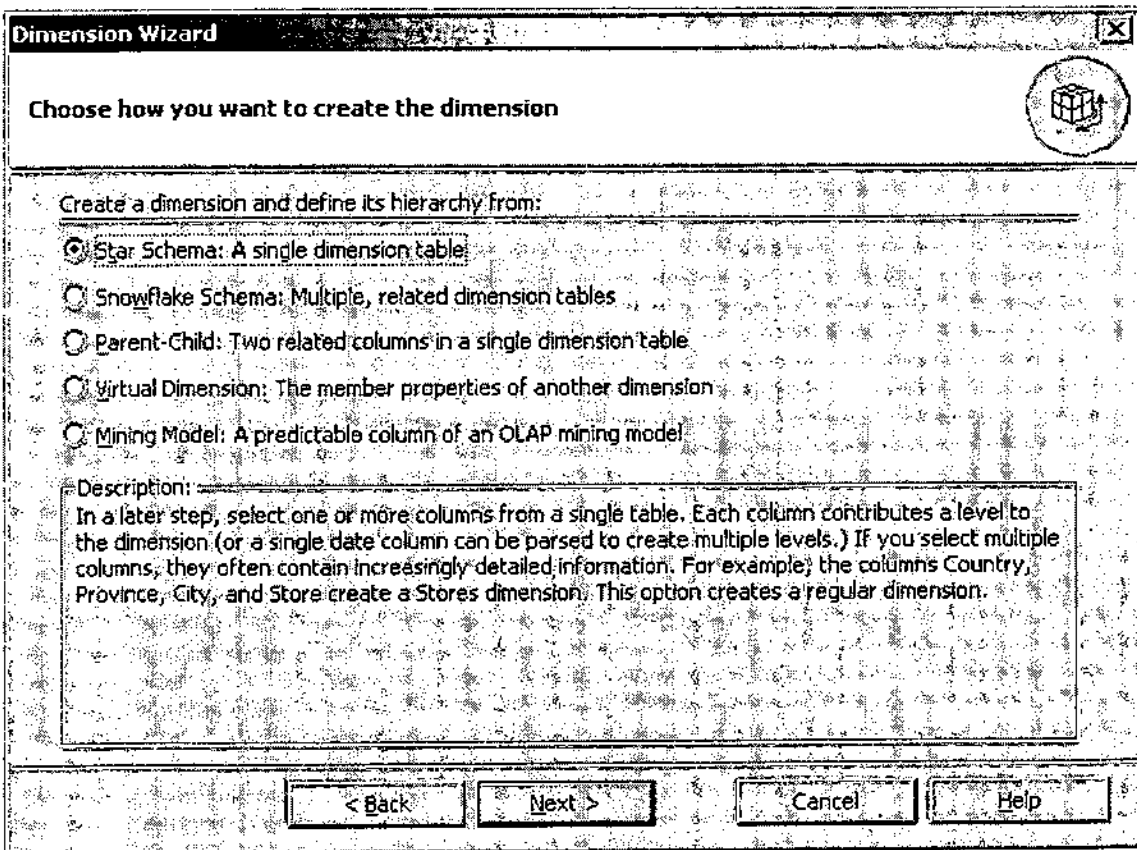 Dimension Wizard
Choose how you want to create the dimension
Create a dimension and define its hierarchy from:
Star Schema: A single dimension table
Snowflake Schema: Multiple, related dimension tables
Parent-Child: Two related columns in a single dimension table
Virtual Dimension: The member properties of another dimension
Mining Model: A predictable column of an OLAP mining model
Description:
In a later step, select one or more columns from a single table. Each column contributes a level to
the dimension (or a single date column can be parsed to create multiple levels.) If you select multiple
columns, they often contain increasingly detailed information. For example, the columns Country,
Province, City, and Store create a Stores dimension. This option creates a regular dimension.
< Back Next > Cancel Help